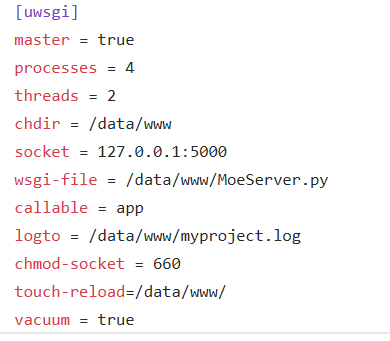 [uwsgi]
master = true
processes = 4
threads = 2
chdir = /data/www
socket = 127.0.0.1:5000
wsgi-file = /data/www/MoeServer.py
callable = app
logto = /data/www/myproject.log
chmod-socket = 660
touch-reload=/data/www/
vacuum = true